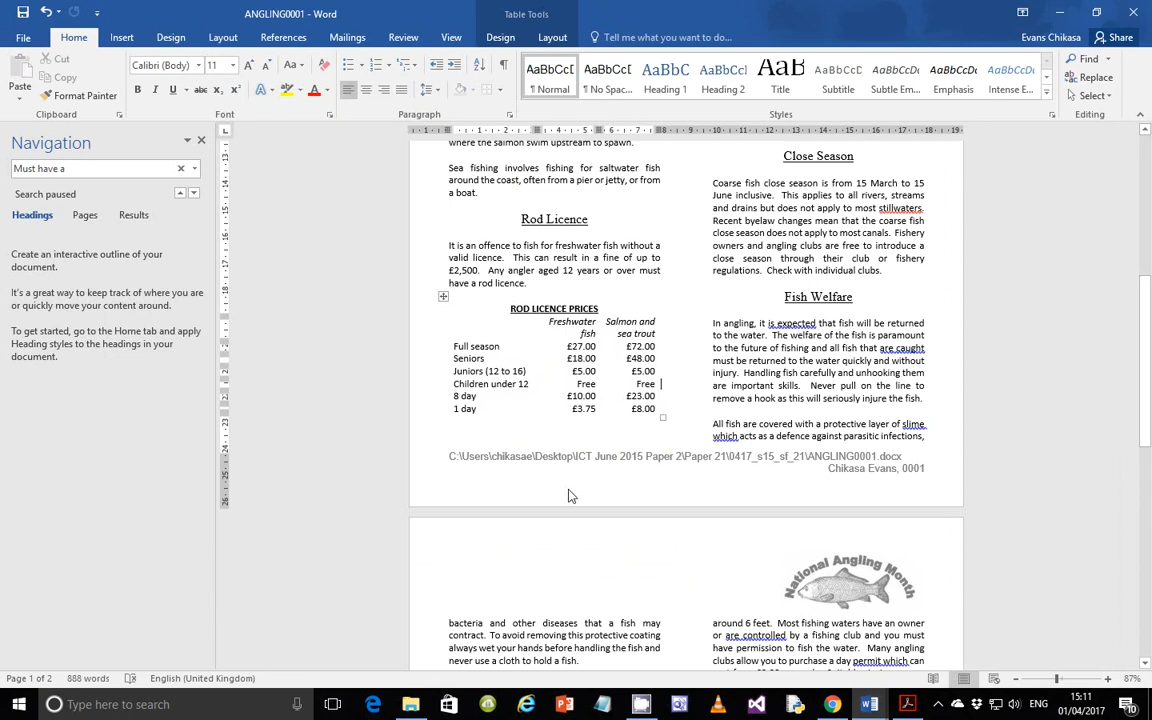 ANGLING0001 - Word
Table Tools
File
Home
Insert
Design
Layout
References
Mailings
Review
View
Design
Layout
Tell me what you want to do...
Evans Chikasa
Share
Paste
Cut
Copy
Format Painter
Clipboard
Calibri (Body)
11
Font
Paragraph
AaBbCcD
¶ Normal
AaBbCcD
¶ No Spac...
AaBbC
Heading 1
AaBbCcD
Heading 2
AaB
Title
AaBbCcD
Subtitle
AaBbCcDt
Subtle Em...
AaBbCcDt
Emphasis
AaBbCcDt
Intense E...
Styles
Find
Replace
Select
Editing
Navigation
Must have a
Search paused
Headings
Pages
Results
Create an interactive outline of your
document.
It's a great way to keep track of where you are
or quickly move your content around.
To get started, go to the Home tab and apply
Heading styles to the headings in your
document.
where the salmon swim upstream to spawn.
Sea fishing involves fishing for saltwater fish
around the coast, often from a pier or jetty, or from
a boat.
Rod Licence
It is an offence to fish for freshwater fish without a
valid licence. This can result in a fine of up to
£2,500. Any angler aged 12 years or over must
have a rod licence.
ROD LICENCE PRICES
Freshwater fish
Salmon and sea trout
Full season £27.00 £72.00
Seniors £18.00 £48.00
Juniors (12 to 16) £5.00 £5.00
Children under 12 Free Free
8 day £10.00 £23.00
1 day £3.75 £8.00
Close Season
Coarse fish close season is from 15 March to 15
June inclusive. This applies to all rivers, streams
and drains but does not apply to most stillwaters.
Recent byelaw changes mean that the coarse fish
close season does not apply to most canals. Fishery
owners and angling clubs are free to introduce a
close season through their club or fishery
regulations. Check with individual clubs.
Fish Welfare
In angling, it is expected that fish will be returned
to the water. The welfare of the fish is paramount
to the future of fishing and all fish that are caught
must be returned to the water quickly and without
injury. Handling fish carefully and unhooking them
are important skills. Never pull on the line to
remove a hook as this will seriously injure the fish.
All fish are covered with a protective layer of slime
which acts as a defence against parasitic infections,
C:\Users\chikasae\Desktop\ICT June 2015 Paper 2\Paper 21\0417_s15_sf_21\ANGLING0001.docx
Chikasa Evans, 0001
National Angling Month
bacteria and other diseases that a fish may
contract. To avoid removing this protective coating
always wet your hands before handling the fish and
never use a cloth to hold a fish.
around 6 feet. Most fishing waters have an owner
or are controlled by a fishing club and you must
have permission to fish the water. Many angling
clubs allow you to purchase a day permit which can
Page 1 of 2
888 words
English (United Kingdom)
87%
Type here to search
ENG
15:11
01/04/2017
10